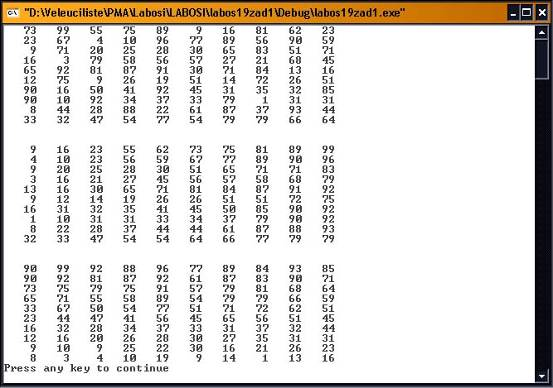 "D:\Veleuciliste\PMA\Labosi\LABOSI\labos19zad1\Debug\labos19zad1.exe"
73 99 55 75 89 9 16 81 62 23
23 67 4 10 96 77 89 56 90 59
9 71 20 25 28 30 65 83 51 71
16 3 79 58 56 57 27 21 68 45
65 92 81 87 91 30 71 84 13 16
12 75 9 26 19 51 14 72 26 51
90 16 50 41 92 45 31 35 32 85
90 10 92 34 37 33 79 1 31 31
8 44 28 88 22 61 87 37 93 44
33 32 47 54 77 54 79 79 66 64
9 16 23 55 62 73 75 81 89 99
4 10 23 56 59 67 77 89 90 96
9 20 25 28 30 51 65 71 71 83
3 16 21 27 45 56 57 58 68 79
13 16 30 65 71 81 84 87 91 92
9 12 14 19 26 26 51 51 72 75
16 31 32 35 41 45 50 85 90 92
1 10 31 31 33 34 37 79 90 92
8 22 28 37 44 44 61 87 88 93
32 33 47 54 54 64 66 77 79 79
90 99 92 88 96 77 89 84 93 85
90 92 81 87 92 61 87 83 90 71
73 75 79 75 91 57 79 81 68 64
65 71 55 58 89 54 79 79 66 59
33 67 50 54 77 51 71 72 62 51
23 44 47 41 56 45 65 56 51 45
16 32 28 34 37 33 31 37 32 44
12 16 20 26 28 30 27 35 31 31
9 10 9 25 22 30 16 21 26 23
8 3 4 10 19 9 14 1 13 16
Press any key to continue